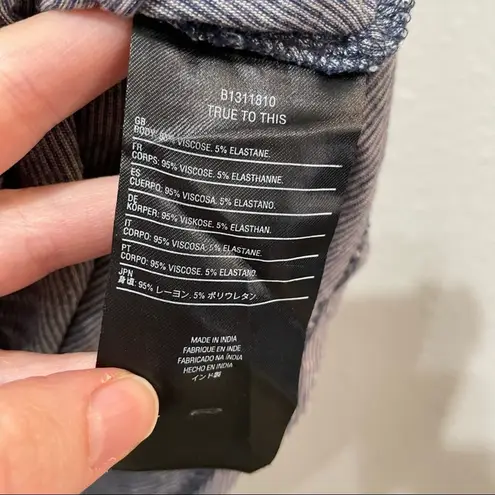 B1311810
TRUE TO THIS
GB
BODY: 95% VISCOSE. 5% ELASTANE.
FR
CORPS: 95% VISCOSE. 5% ELASTHANNE.
ES
CUERPO: 95% VISCOSA. 5% ELASTANO.
DE
KÖRPER: 95% VISKOSE. 5% ELASTHAN.
IT
CORPO: 95% VISCOSA. 5% ELASTANE.
PT
CORPO: 95% VISCOSE. 5% ELASTANO.
JPN
身頃: 95% レーヨン. 5% ポリウレタン.
MADE IN INDIA
FABRIQUE EN INDE
FABRICADO NA ÍNDIA
HECHO EN INDIA
インド製